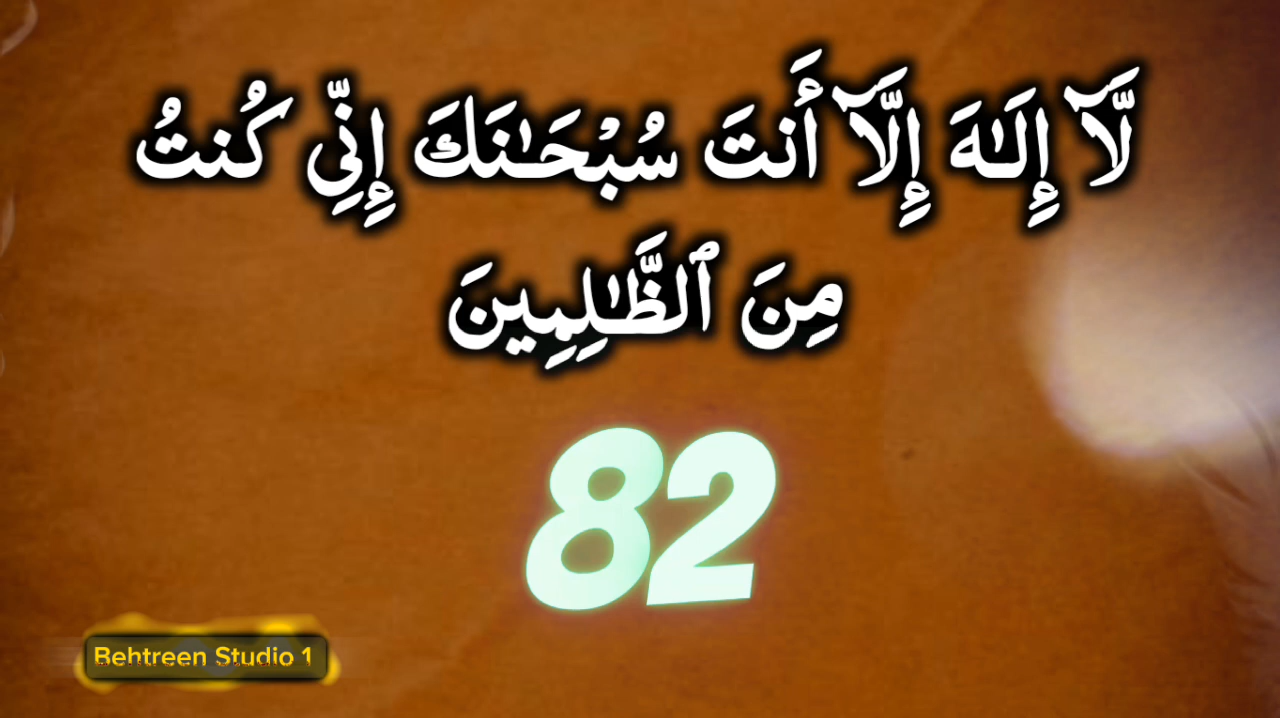 لَّآ إِلَـٰهَ إِلَّآ أَنتَ سُبْحَـٰنَكَ إِنِّى كُنتُ
مِنَ ٱلظَّـٰلِمِينَ
82
Behtreen Studio 1